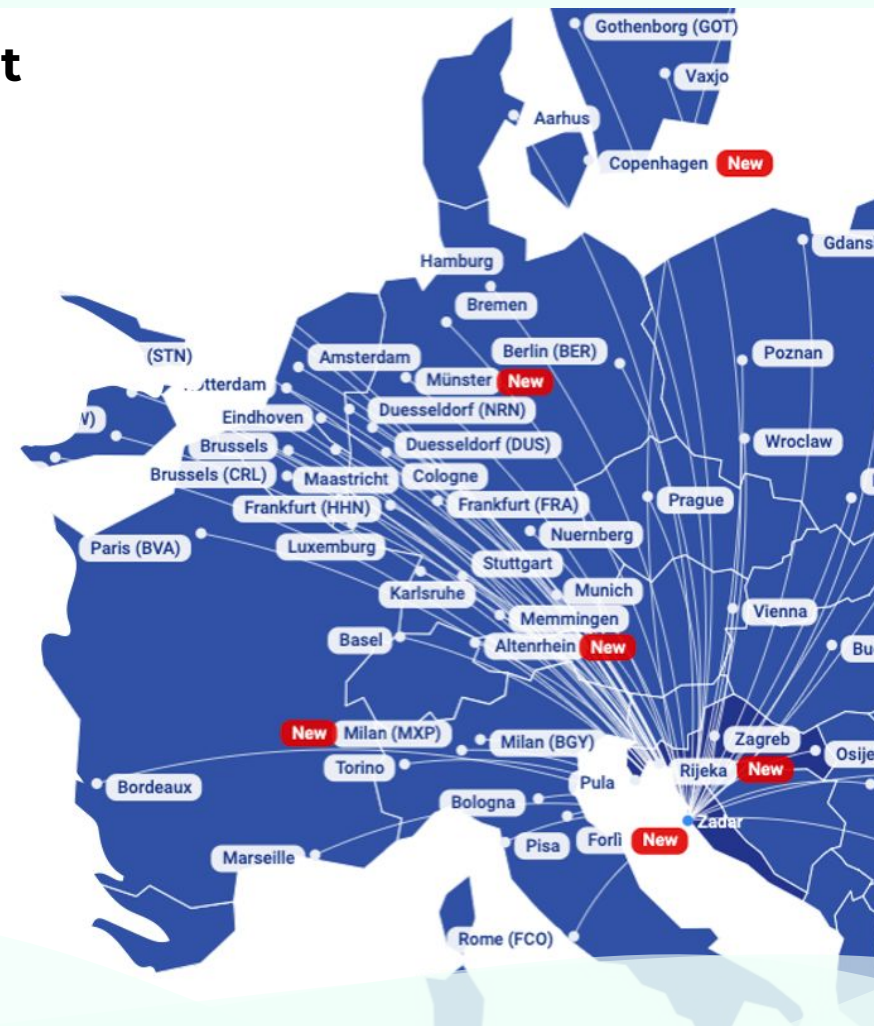 t
Gothenborg (GOT)
Vaxjo
Aarhus
Copenhagen New
Gdans
Hamburg
Bremen
(STN)
Amsterdam
Berlin (BER)
Poznan
otterdam
Münster New
Eindhoven
Duesseldorf (NRN)
W)
Brussels
Duesseldorf (DUS)
Wroclaw
Brussels (CRL)
Maastricht
Cologne
Frankfurt (HHN)
Frankfurt (FRA)
Prague
Paris (BVA)
Luxemburg
Nuernberg
Stuttgart
Karlsruhe
Munich
Memmingen
Vienna
Basel
Altenrhein New
Bu
New Milan (MXP)
Milan (BGY)
Zagreb
Osije
Torino
Rijeka New
Bordeaux
Pula
Bologna
Zadar
Pisa
Forlì New
Marseille
Rome (FCO)